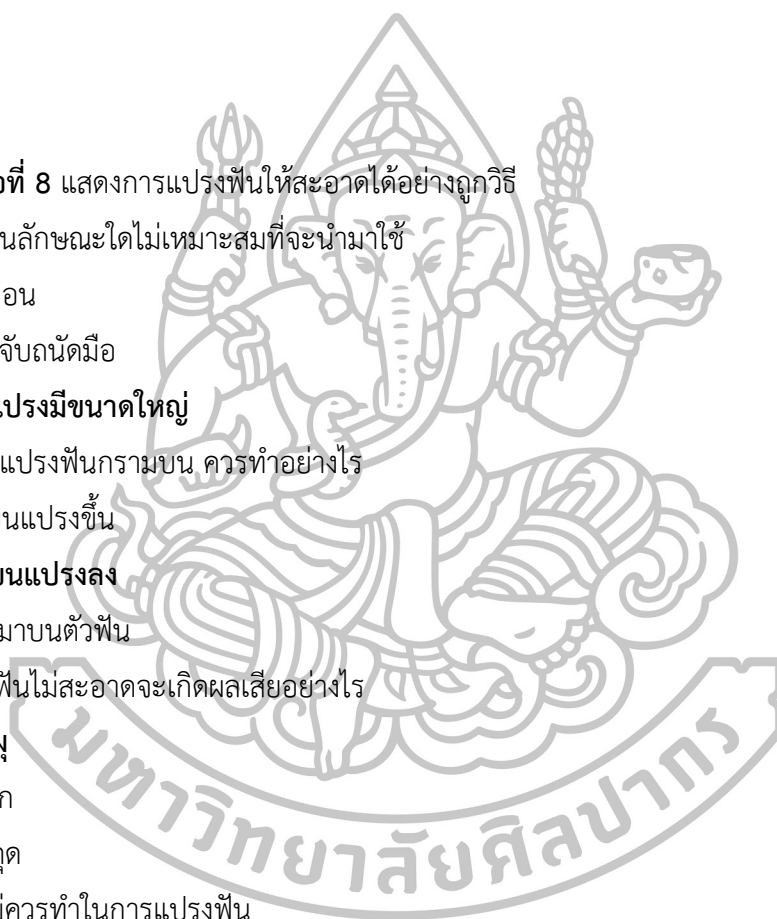 ที่ 8 แสดงการแปรงฟันให้สะอาดได้อย่างถูกวิธี
ลักษณะใดไม่เหมาะสมที่จะนำมาใช้
จับถนัดมือ
แปรงมีขนาดใหญ่
แปรงฟันกรามบน ควรทำอย่างไร
แปรงขึ้น
บนแปรงลง
มาบนตัวฟัน
ฟันไม่สะอาดจะเกิดผลเสียอย่างไร
ควรทำในการแปรงฟัน
มหาวิทยาลัยศิลปากร